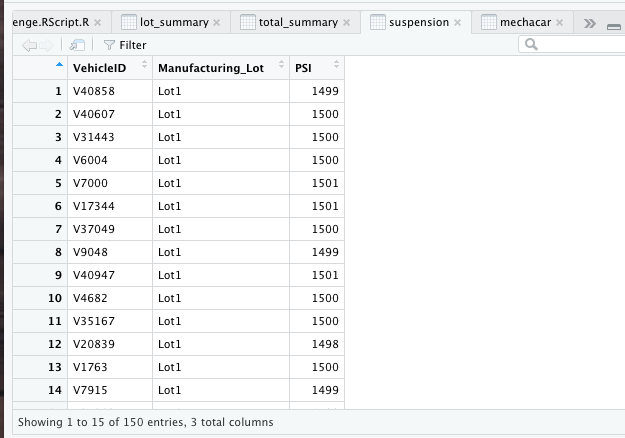 enge.RScript.R lot_summary total_summary suspension mechacar
Filter
VehicleID Manufacturing_Lot PSI
1 V40858 Lot1 1499
2 V40607 Lot1 1500
3 V31443 Lot1 1500
4 V6004 Lot1 1500
5 V7000 Lot1 1501
6 V17344 Lot1 1501
7 V37049 Lot1 1500
8 V9048 Lot1 1499
9 V40947 Lot1 1501
10 V4682 Lot1 1500
11 V35167 Lot1 1500
12 V20839 Lot1 1498
13 V1763 Lot1 1500
14 V7915 Lot1 1499
Showing 1 to 15 of 150 entries, 3 total columns